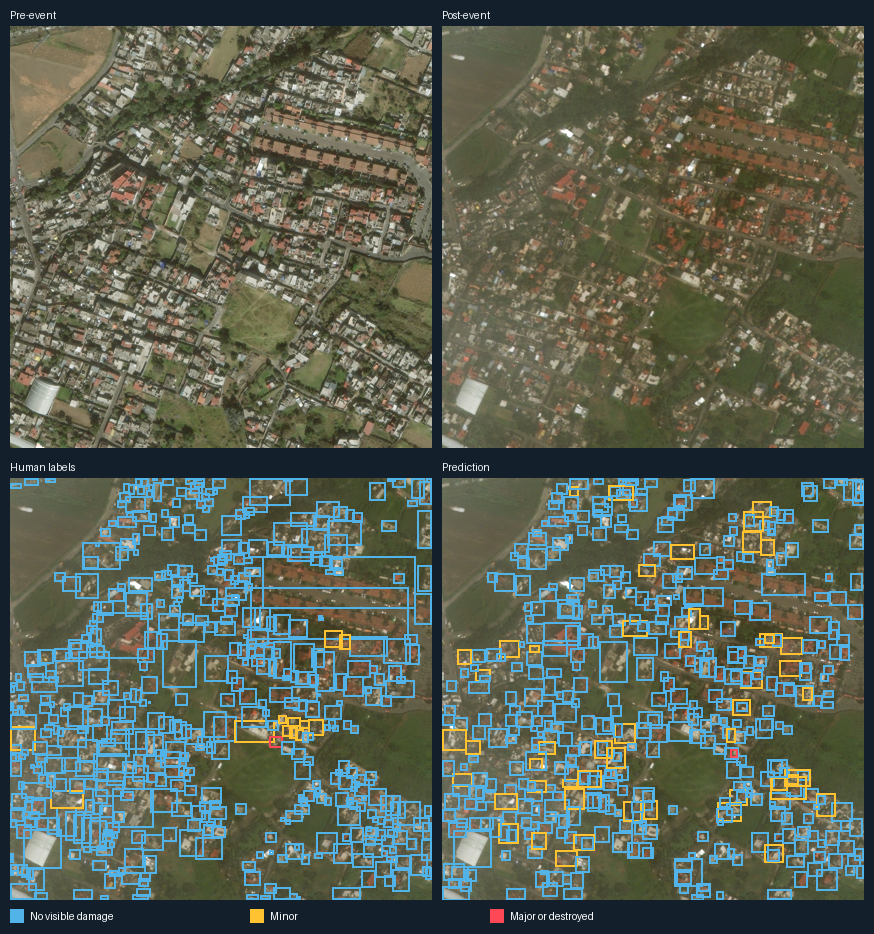 Pre-event
Post-event
Human labels
Prediction
No visible damage
Minor
Major or destroyed